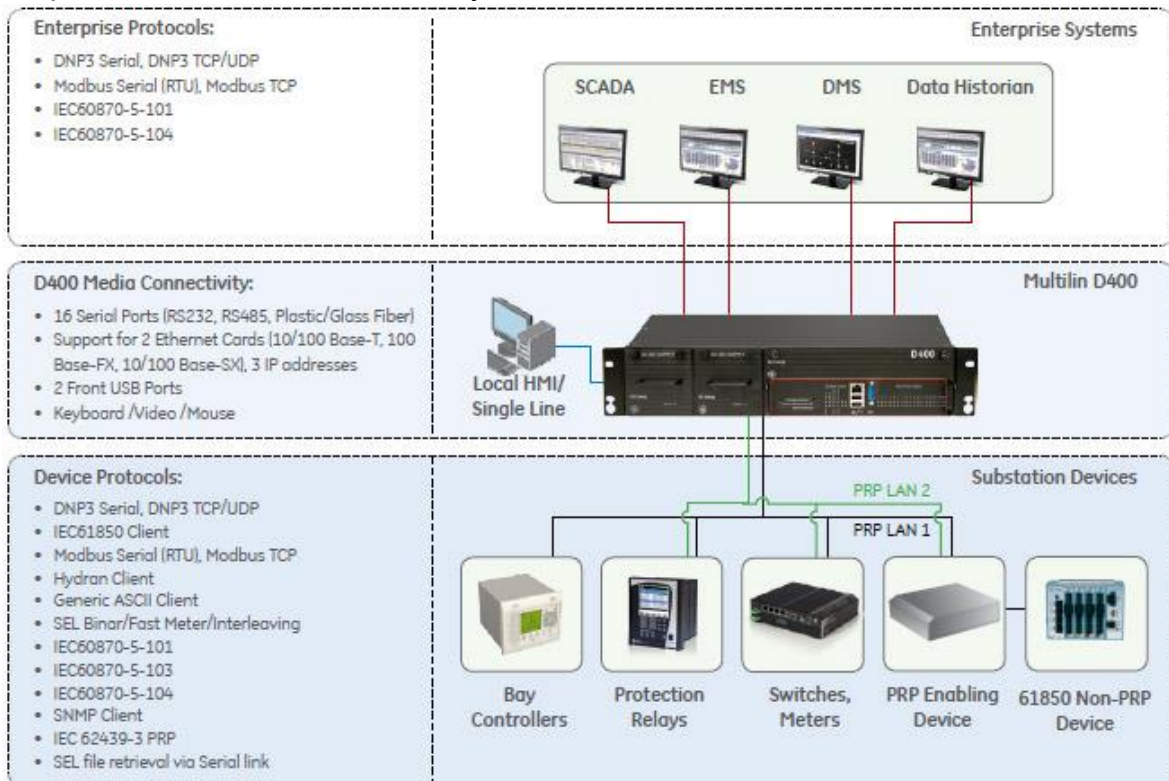 Enterprise Protocols:
• DNP3 Serial, DNP3 TCP/UDP
• Modbus Serial (RTU), Modbus TCP
• IEC60870-5-101
• IEC60870-5-104
Enterprise Systems
SCADA
EMS
DMS
Data Historian
D400 Media Connectivity:
• 16 Serial Ports (RS232, RS485, Plastic/Glass Fiber)
• Support for 2 Ethernet Cards (10/100 Base-T, 100
Base-FX, 10/100 Base-SX), 3 IP addresses
• 2 Front USB Ports
• Keyboard /Video /Mouse
Multilin D400
Local HMI/
Single Line
D400
Device Protocols:
• DNP3 Serial, DNP3 TCP/UDP
• IEC61850 Client
• Modbus Serial (RTU), Modbus TCP
• Hydran Client
• Generic ASCII Client
• SEL Binar/Fast Meter/Interleaving
• IEC60870-5-101
• IEC60870-5-103
• IEC60870-5-104
• SNMP Client
• IEC 62439-3 PRP
• SEL file retrieval via Serial link
Substation Devices
PRP LAN 2
PRP LAN 1
Bay
Controllers
Protection
Relays
Switches,
Meters
PRP Enabling
Device
61850 Non-PRP
Device